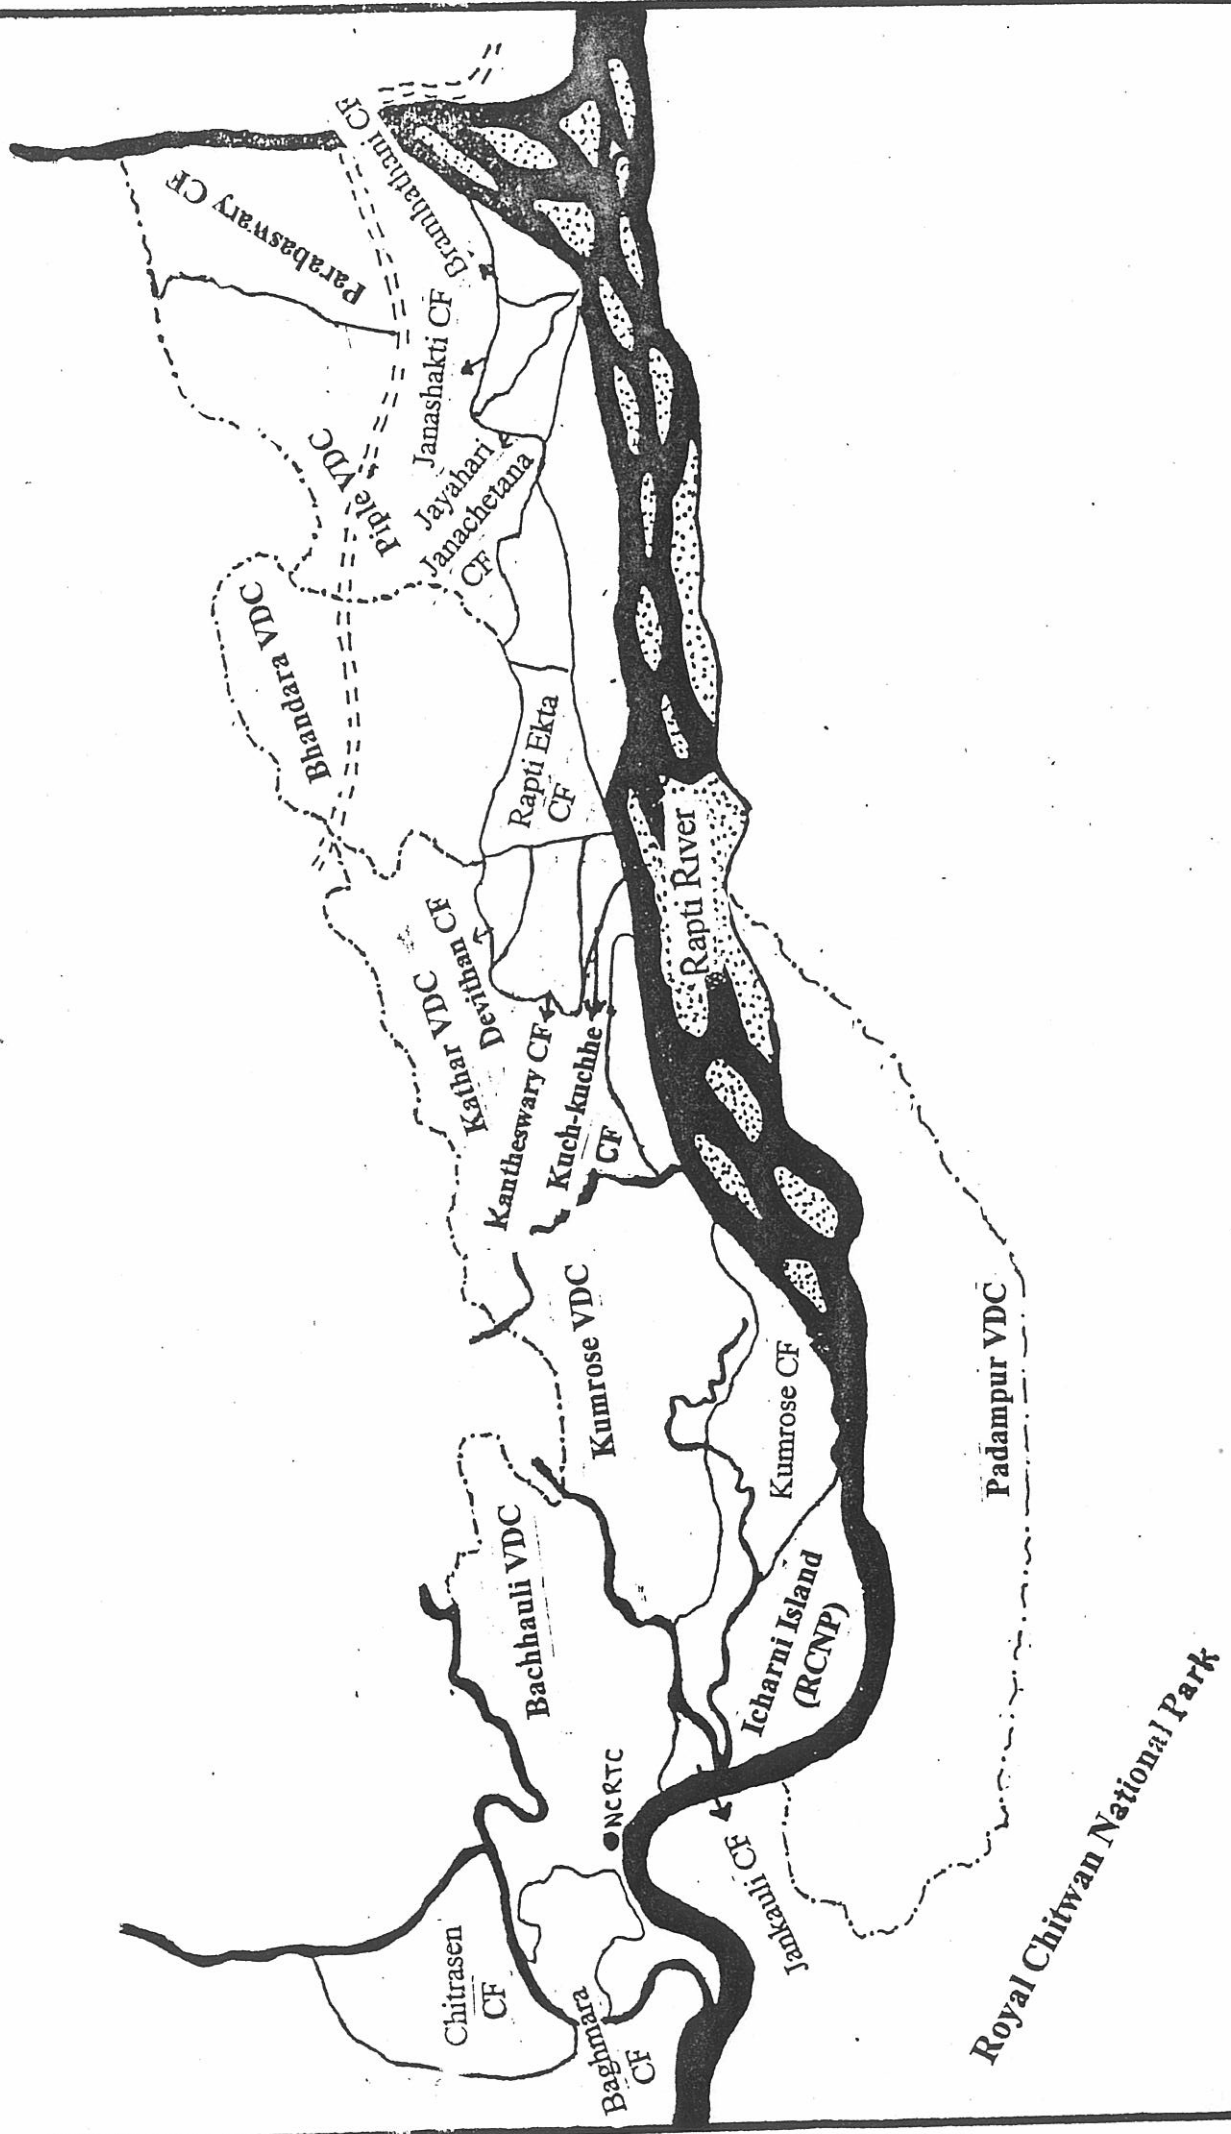 Chitrasen
CF
Baghmara
CF
NCRTC
Bachhauli VDC
Jankauli CF
Icharni Island
(RCNP)
Kumrose VDC
Kumrose CF
Kathar VDC
Devithan CF
Kantheswary CF
Kuch-kuchhe
CF
Rapti River
Rapti Ekta
CF
Bhandara VDC
Piple VDC
Jayahari
Janachetana
CF
Janashakti CF
Bramhathani CF
Parabaswary CF
Padampur VDC
Royal Chitwan National Park